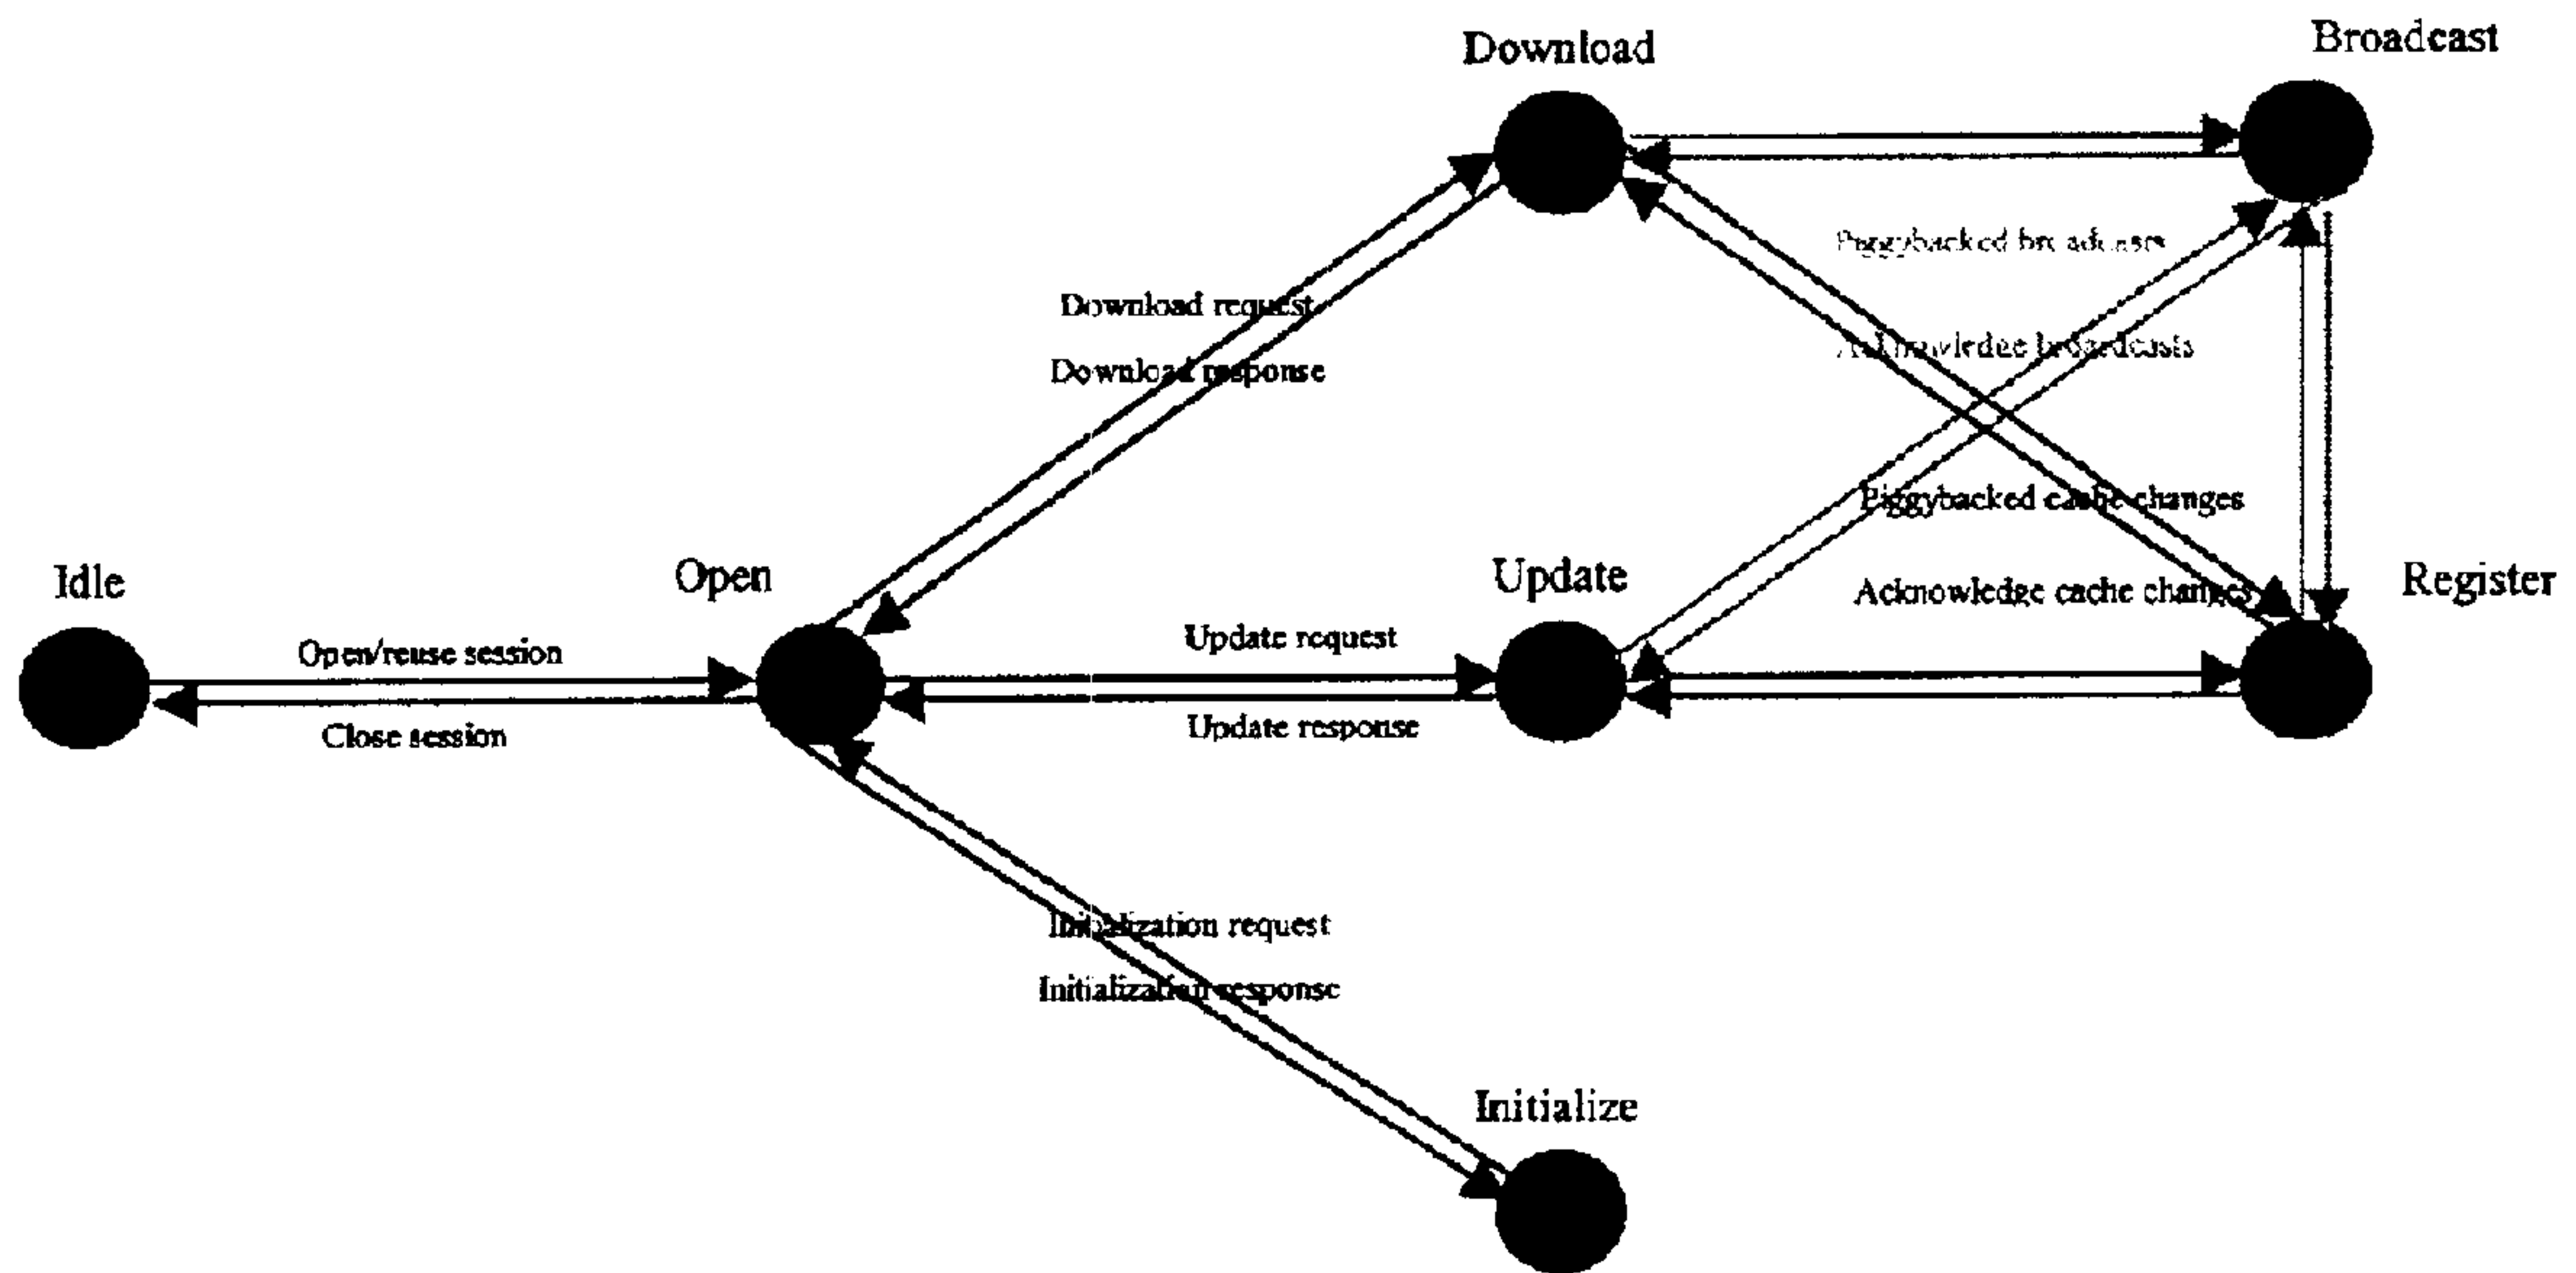 Download
Broadcast
Piggybacked broadcasts
Download request
Acknowledge broardcasts
Download response
Piggybacked cache changes
Idle
Open
Update
Acknowledge cache changes
Register
Open/reuse session
Update request
Close session
Update response
Initialization request
Initialization response
Initialize